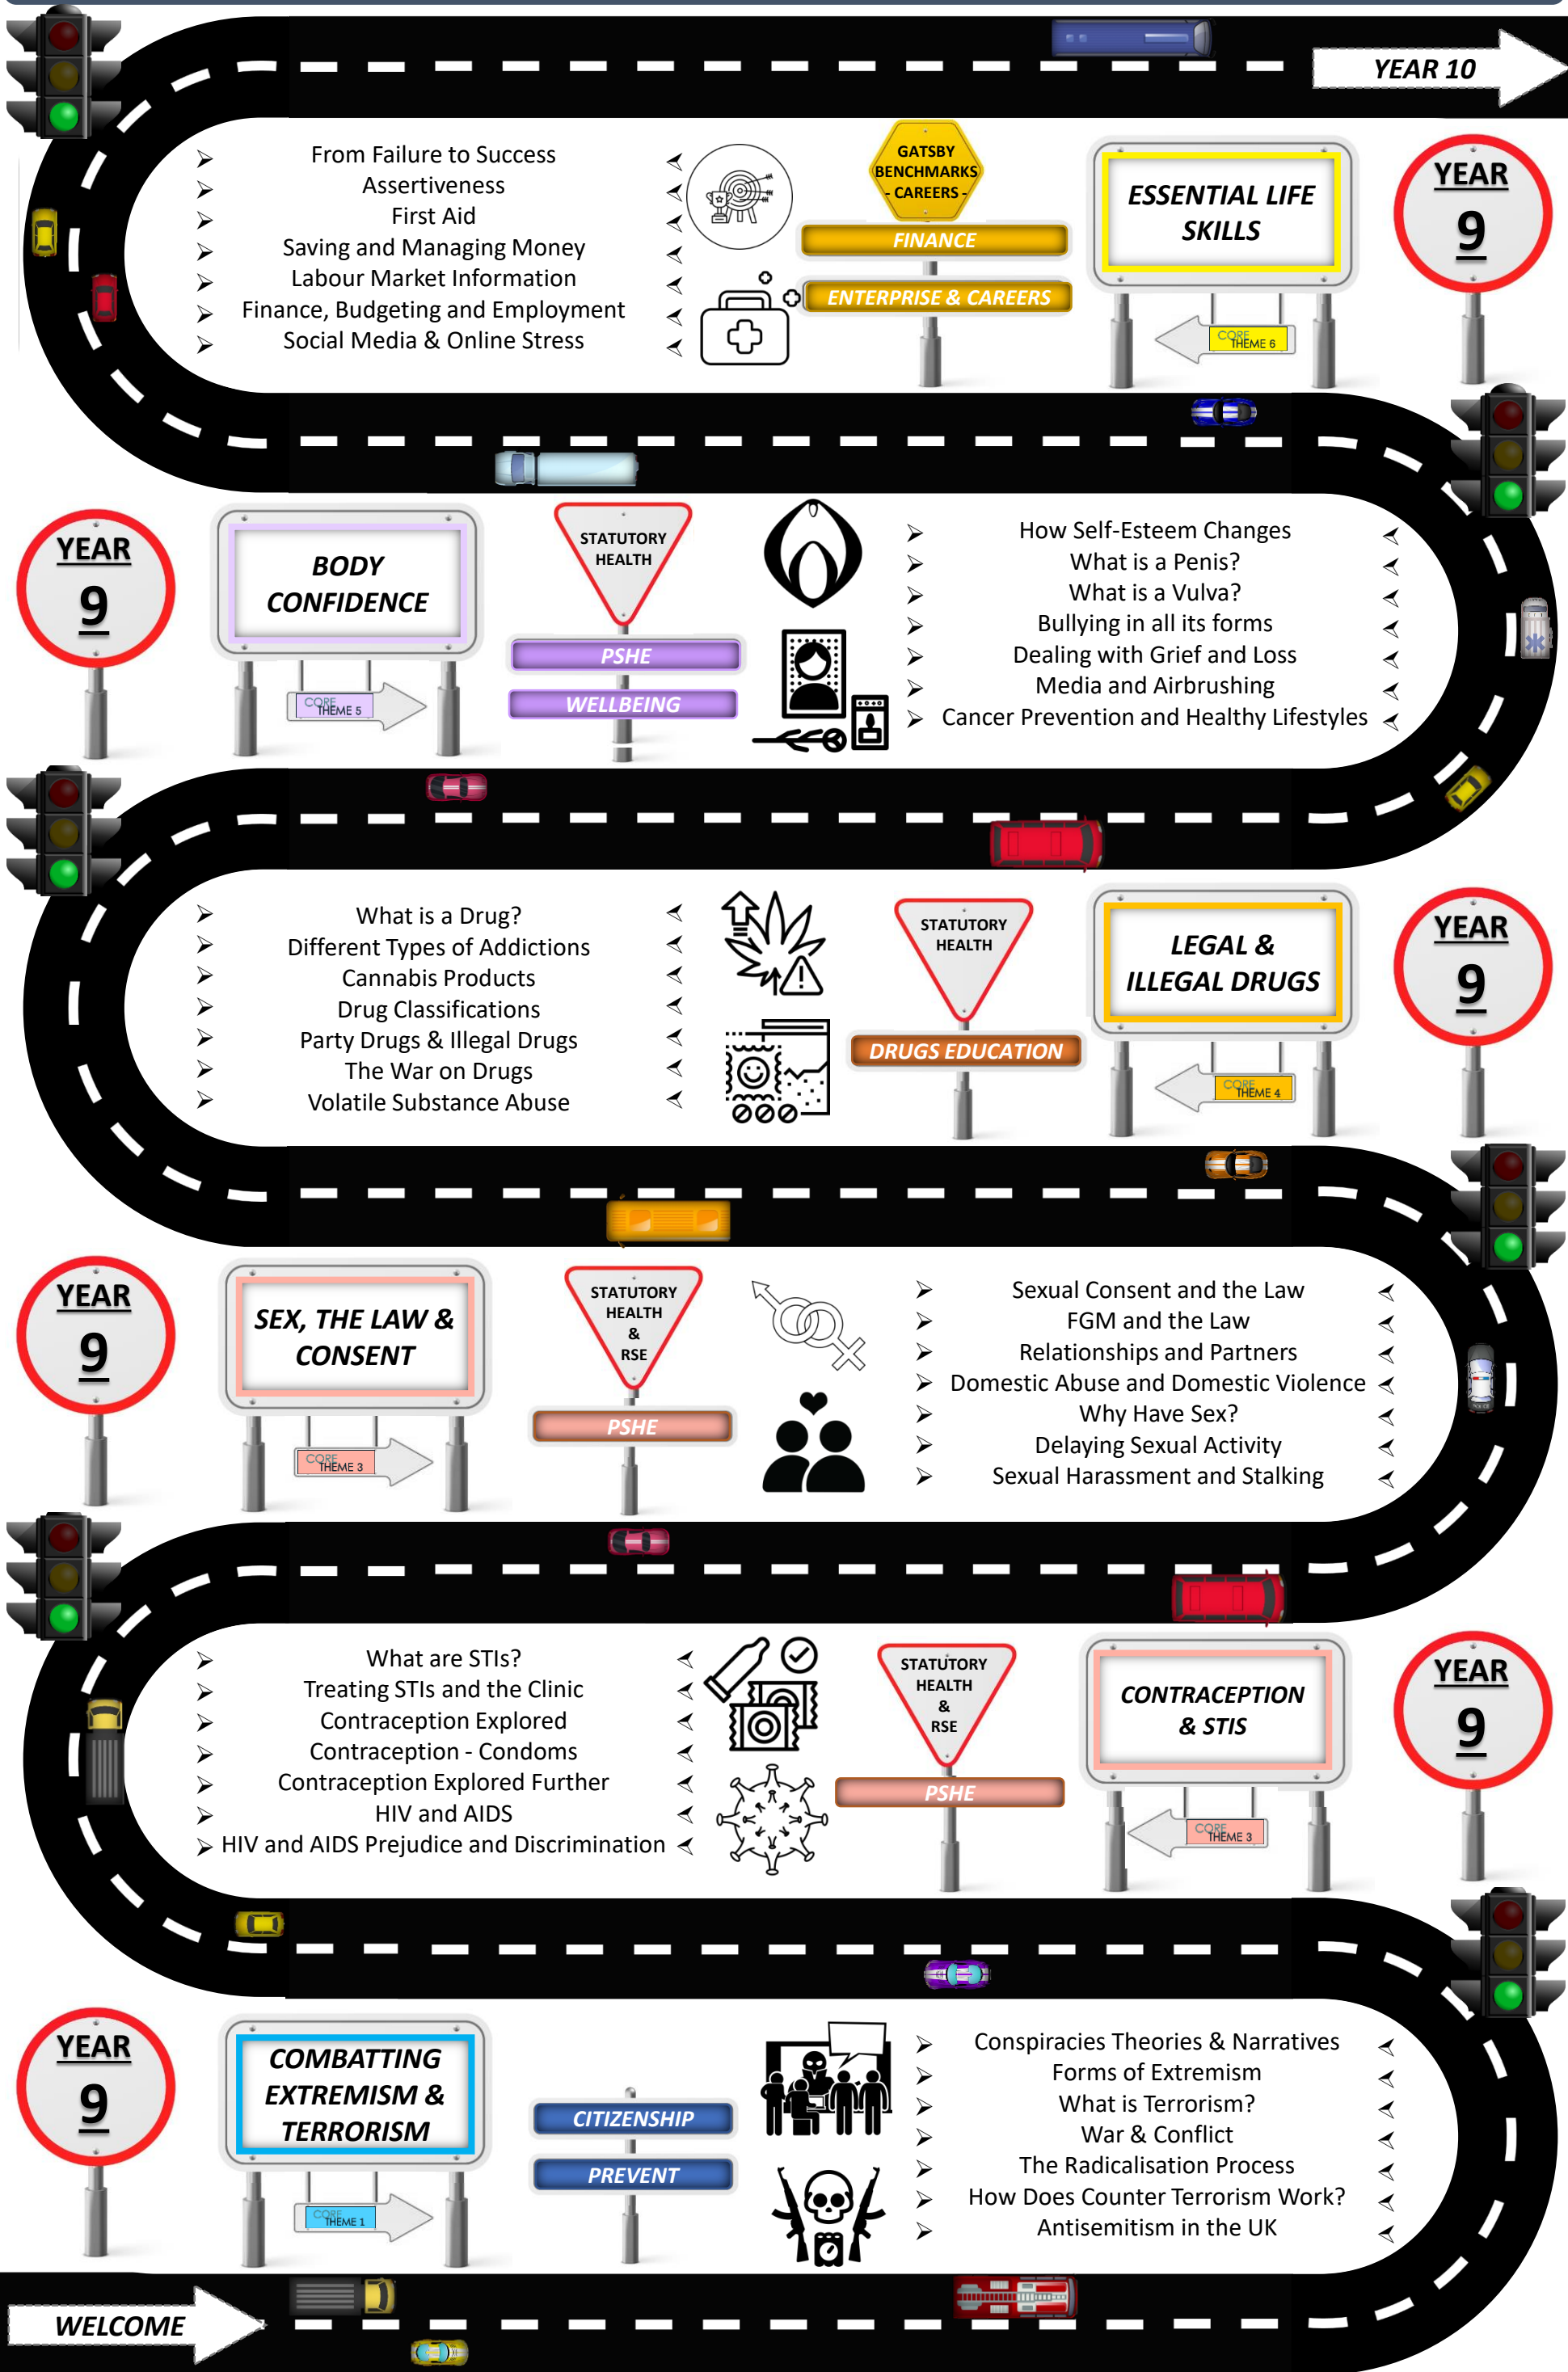 YEAR 10
From Failure to Success
Assertiveness
First Aid
Saving and Managing Money
Labour Market Information
Finance, Budgeting and Employment
Social Media & Online Stress
GATSBY
BENCHMARKS
- CAREERS -
FINANCE
ENTERPRISE & CAREERS
ESSENTIAL LIFE
SKILLS
CORE
THEME 6
YEAR
9
YEAR
9
BODY
CONFIDENCE
CORE
THEME 5
STATUTORY
HEALTH
PSHE
WELLBEING
How Self-Esteem Changes
What is a Penis?
What is a Vulva?
Bullying in all its forms
Dealing with Grief and Loss
Media and Airbrushing
Cancer Prevention and Healthy Lifestyles
What is a Drug?
Different Types of Addictions
Cannabis Products
Drug Classifications
Party Drugs & Illegal Drugs
The War on Drugs
Volatile Substance Abuse
STATUTORY
HEALTH
DRUGS EDUCATION
LEGAL &
ILLEGAL DRUGS
CORE
THEME 4
YEAR
9
YEAR
9
SEX, THE LAW &
CONSENT
CORE
THEME 3
STATUTORY
HEALTH
&
RSE
PSHE
Sexual Consent and the Law
FGM and the Law
Relationships and Partners
Domestic Abuse and Domestic Violence
Why Have Sex?
Delaying Sexual Activity
Sexual Harassment and Stalking
What are STIs?
Treating STIs and the Clinic
Contraception Explored
Contraception - Condoms
Contraception Explored Further
HIV and AIDS
HIV and AIDS Prejudice and Discrimination
STATUTORY
HEALTH
&
RSE
PSHE
CONTRACEPTION
& STIS
CORE
THEME 3
YEAR
9
YEAR
9
COMBATTING
EXTREMISM &
TERRORISM
CORE
THEME 1
CITIZENSHIP
PREVENT
Conspiracies Theories & Narratives
Forms of Extremism
What is Terrorism?
War & Conflict
The Radicalisation Process
How Does Counter Terrorism Work?
Antisemitism in the UK
WELCOME